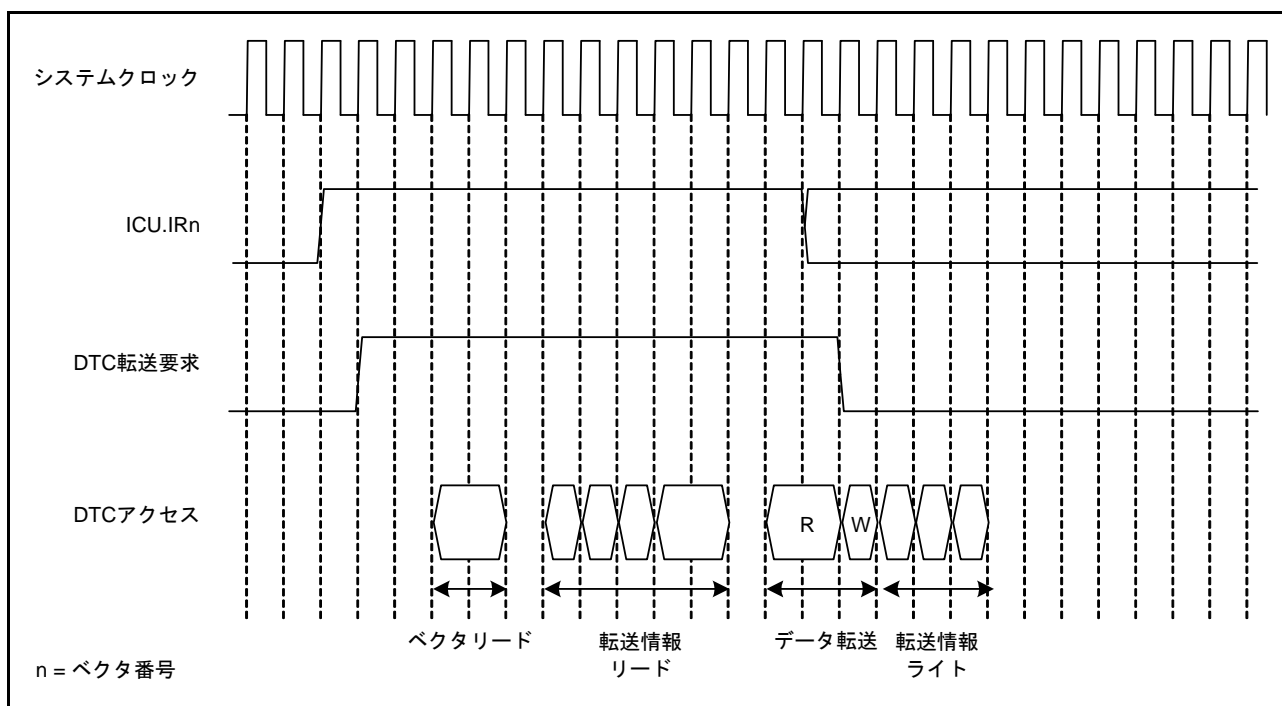 システムクロック
ICU.IRn
DTC転送要求
DTCアクセス
R
W
ベクタリード
転送情報
リード
データ転送
転送情報
ライト
n = ベクタ番号